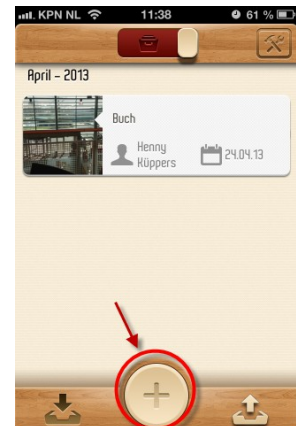 KPN NL 11:38 61 %
April – 2013
Buch
Henny
Küppers
24.04.13